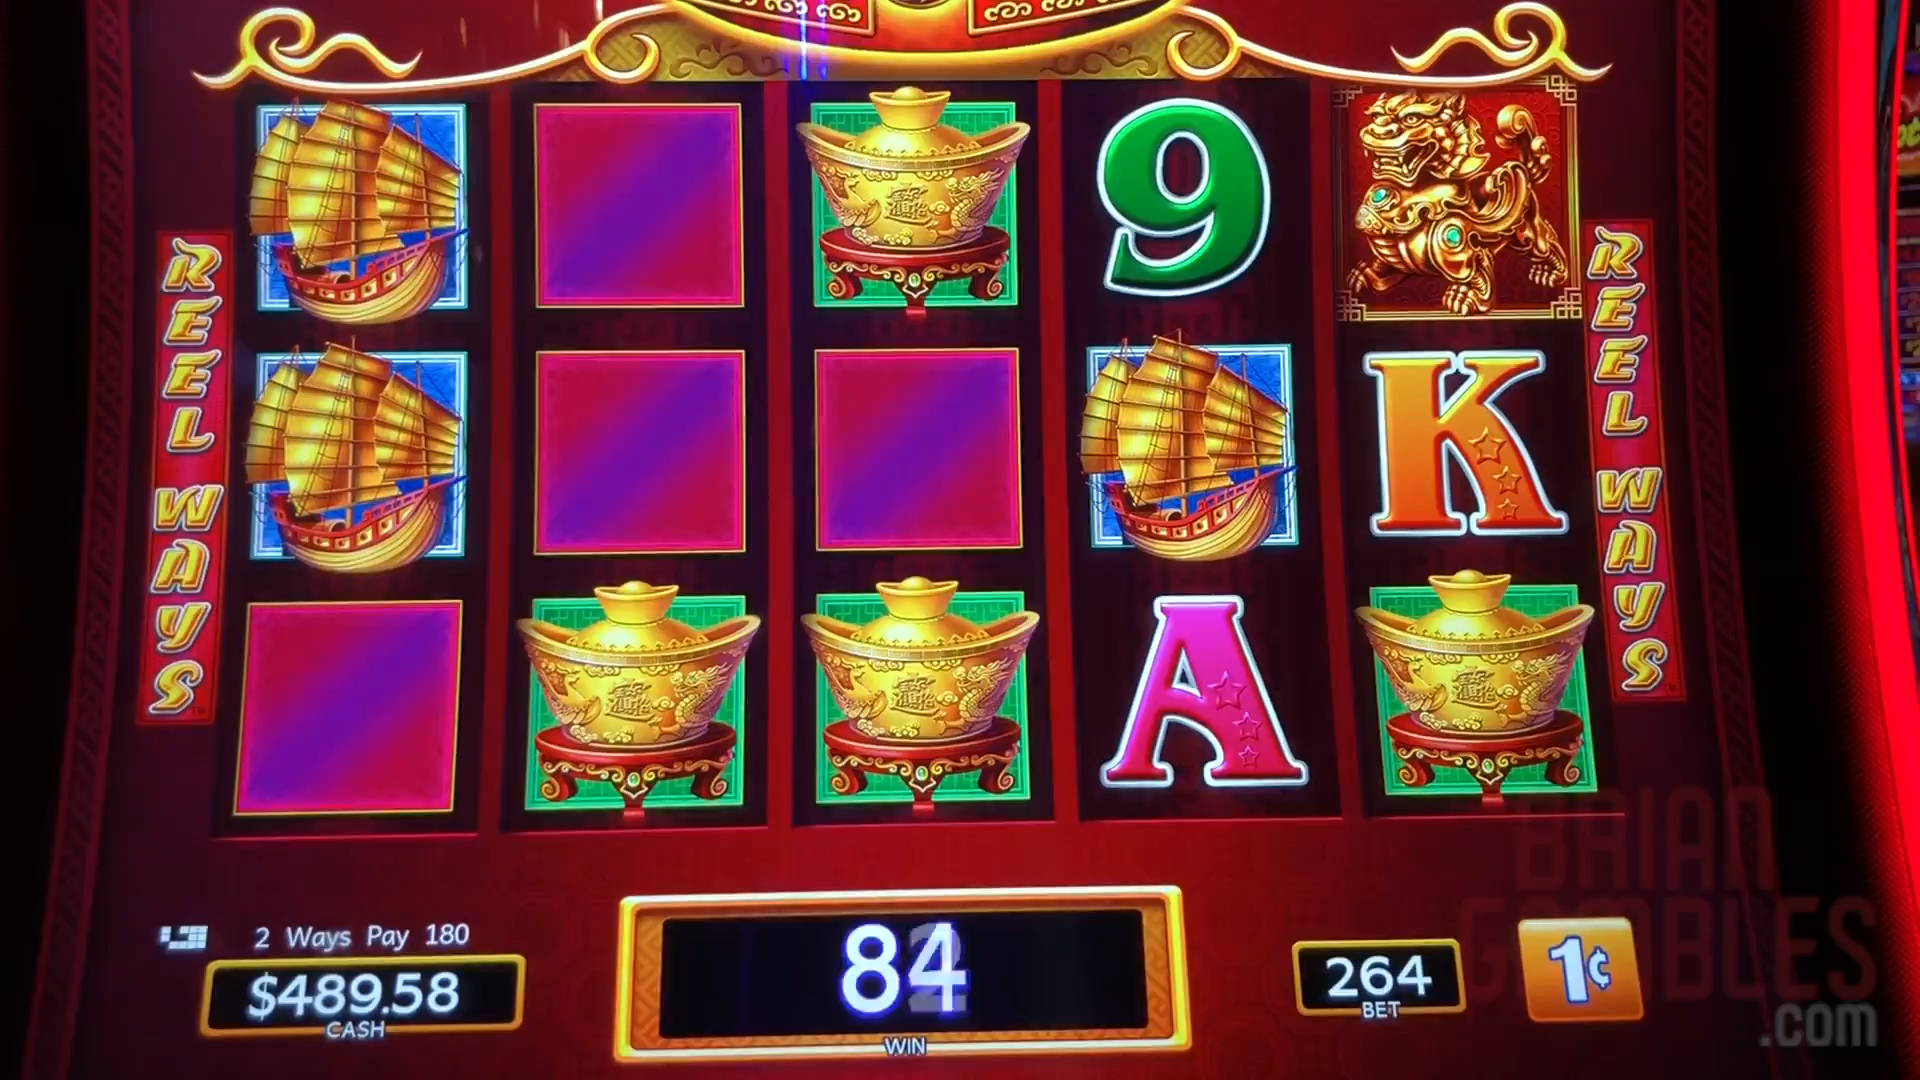 9
K
A
REEL WAYS
REEL WAYS
2 Ways Pay 180
$489.58
CASH
84
WIN
264
BET
1¢
BRIAN
GAMBLES
.com